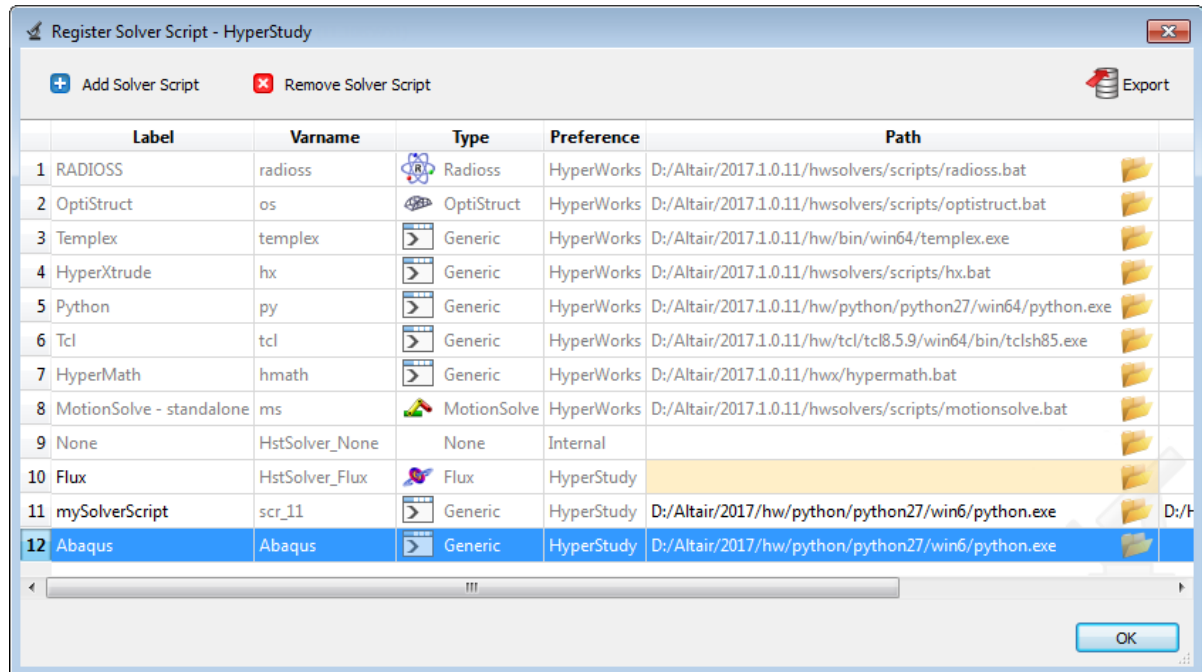 Register Solver Script - HyperStudy
Add Solver Script Remove Solver Script Export
Label Varname Type Preference Path
1 RADIOSS radioss Radioss HyperWorks D:/Altair/2017.1.0.11/hwsolvers/scripts/radioss.bat
2 OptiStruct os OptiStruct HyperWorks D:/Altair/2017.1.0.11/hwsolvers/scripts/optistruct.bat
3 Templex templex Generic HyperWorks D:/Altair/2017.1.0.11/hw/bin/win64/templex.exe
4 HyperXtrude hx Generic HyperWorks D:/Altair/2017.1.0.11/hwsolvers/scripts/hx.bat
5 Python py Generic HyperWorks D:/Altair/2017.1.0.11/hw/python/python27/win64/python.exe
6 Tcl tcl Generic HyperWorks D:/Altair/2017.1.0.11/hw/tcl/tcl8.5.9/win64/bin/tclsh85.exe
7 HyperMath hmath Generic HyperWorks D:/Altair/2017.1.0.11/hwx/hypermath.bat
8 MotionSolve - standalone ms MotionSolve HyperWorks D:/Altair/2017.1.0.11/hwsolvers/scripts/motionsolve.bat
9 None HstSolver_None None Internal
10 Flux HstSolver_Flux Flux HyperStudy
11 mySolverScript scr_11 Generic HyperStudy D:/Altair/2017/hw/python/python27/win6/python.exe D:/H
12 Abaqus Abaqus Generic HyperStudy D:/Altair/2017/hw/python/python27/win6/python.exe
OK